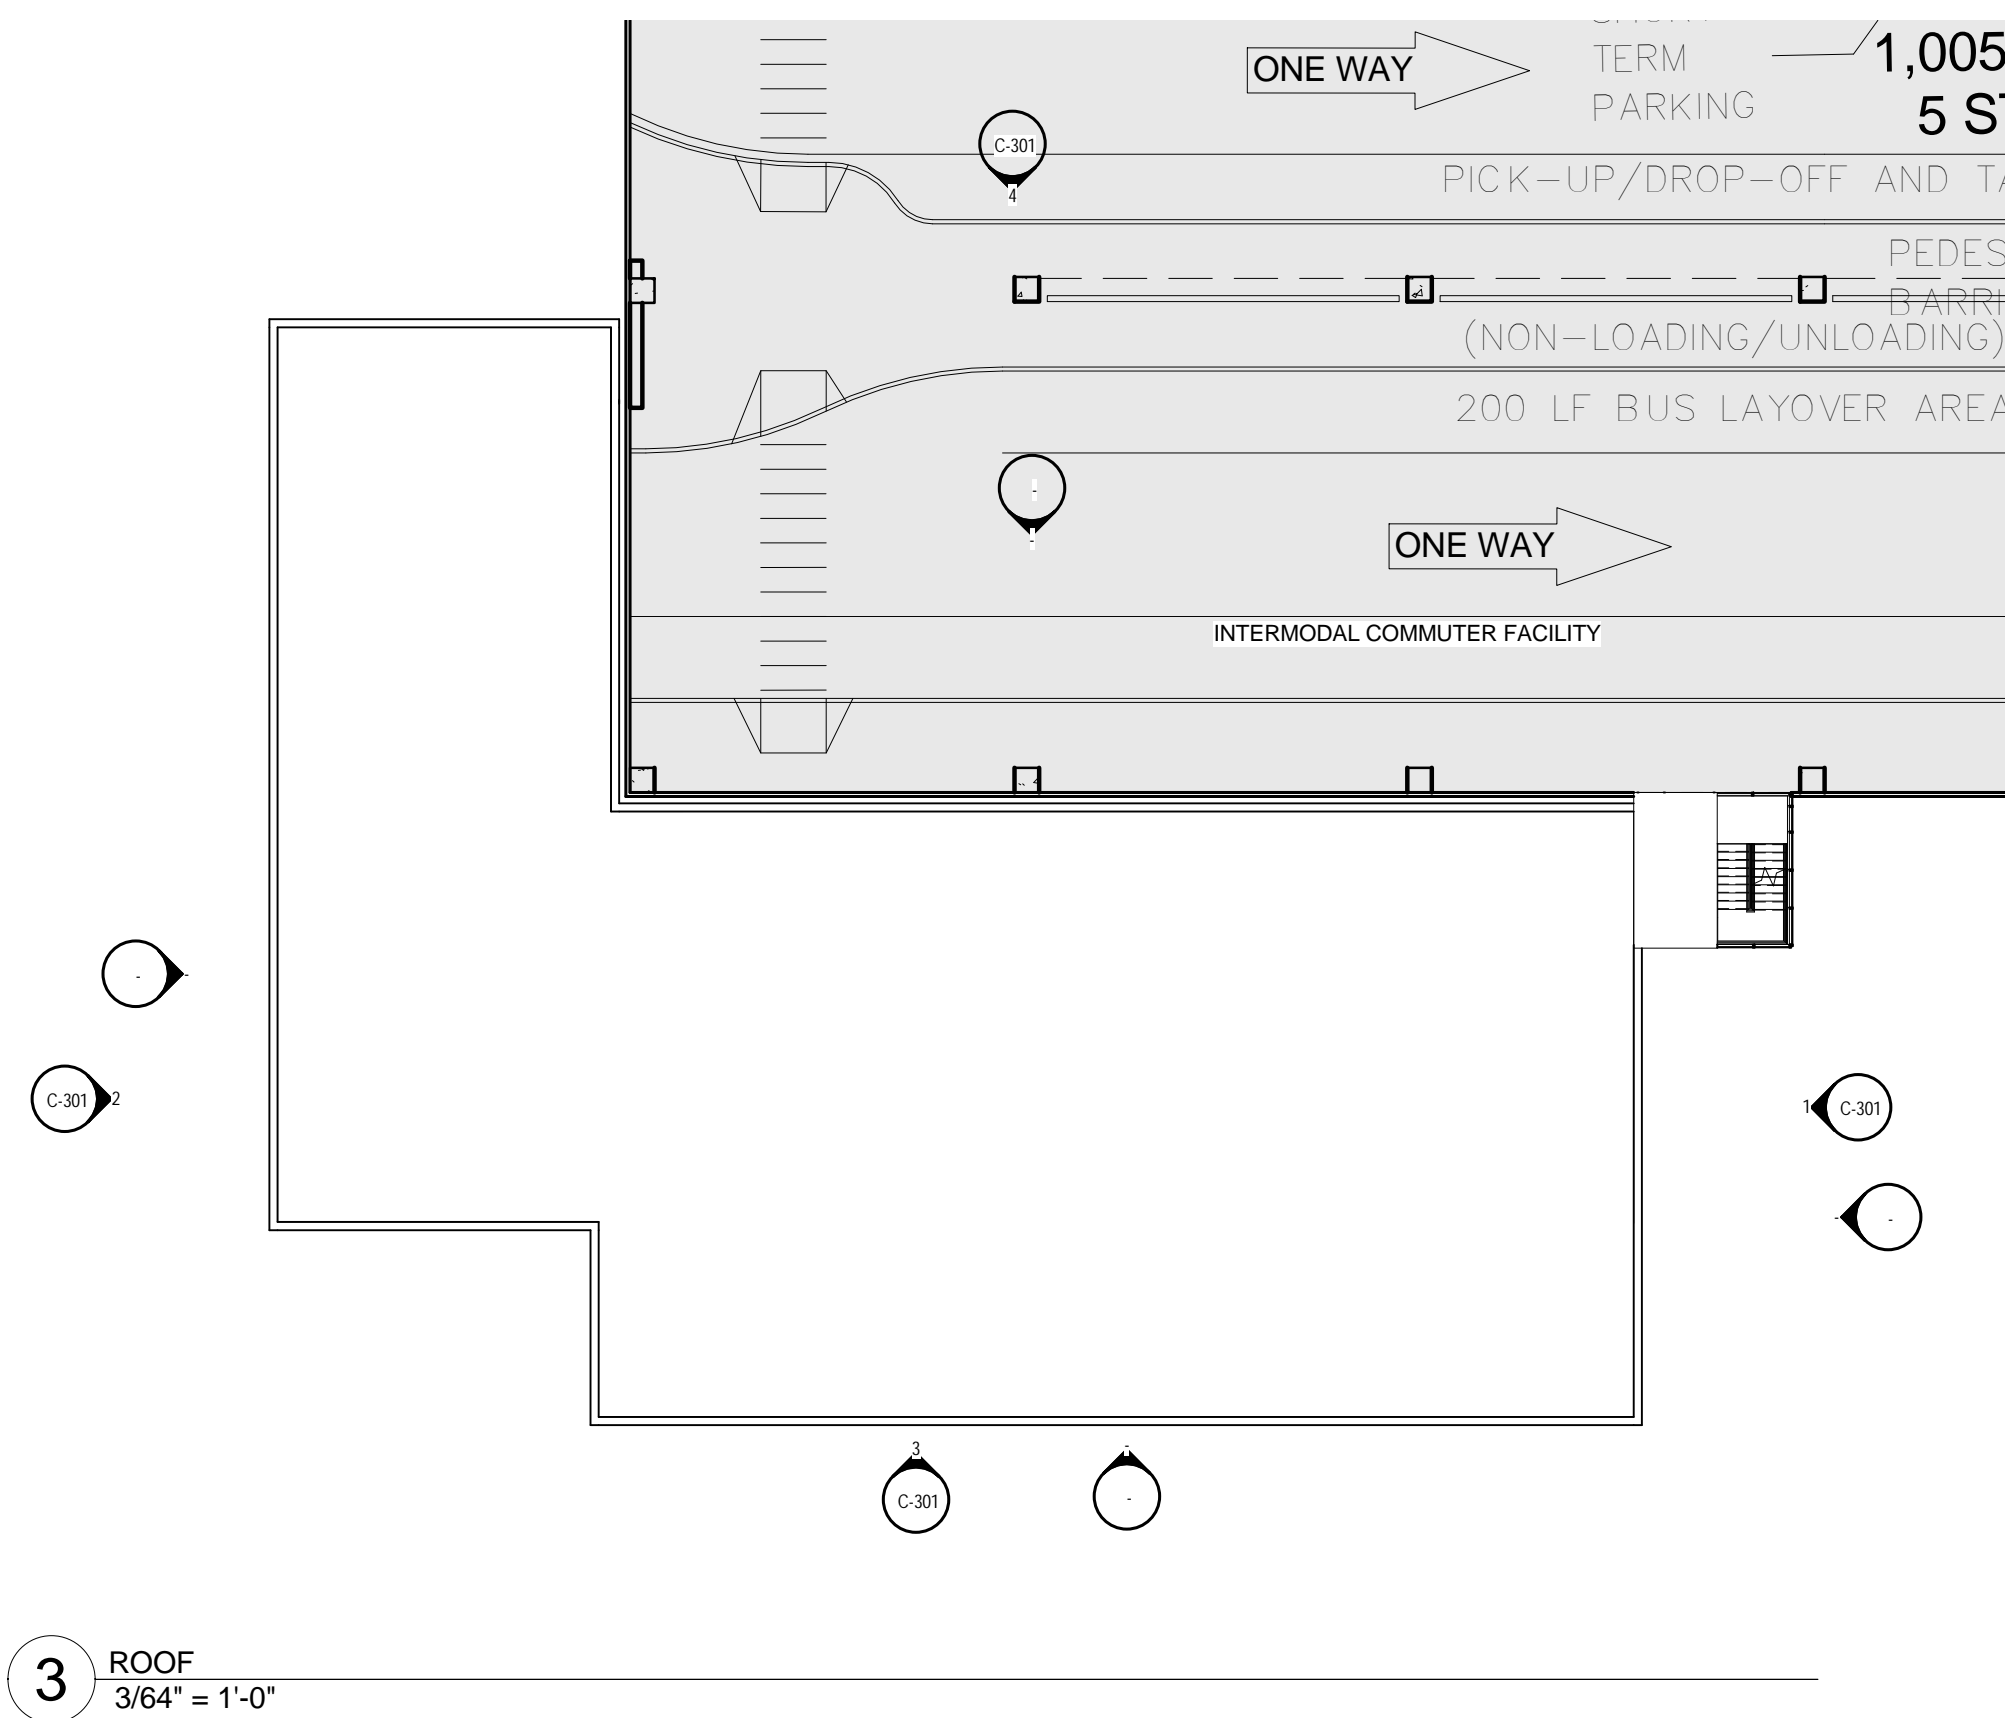 ONE WAY
TERM
PARKING
1,005
5 ST
C-301
4
PICK-UP/DROP-OFF AND TA
PEDES
BARRI
(NON-LOADING/UNLOADING)
200 LF BUS LAYOVER AREA
-
-
ONE WAY
INTERMODAL COMMUTER FACILITY
-
-
C-301
2
1
C-301
-
-
3
C-301
-
-
3
ROOF
3/64" = 1'-0"